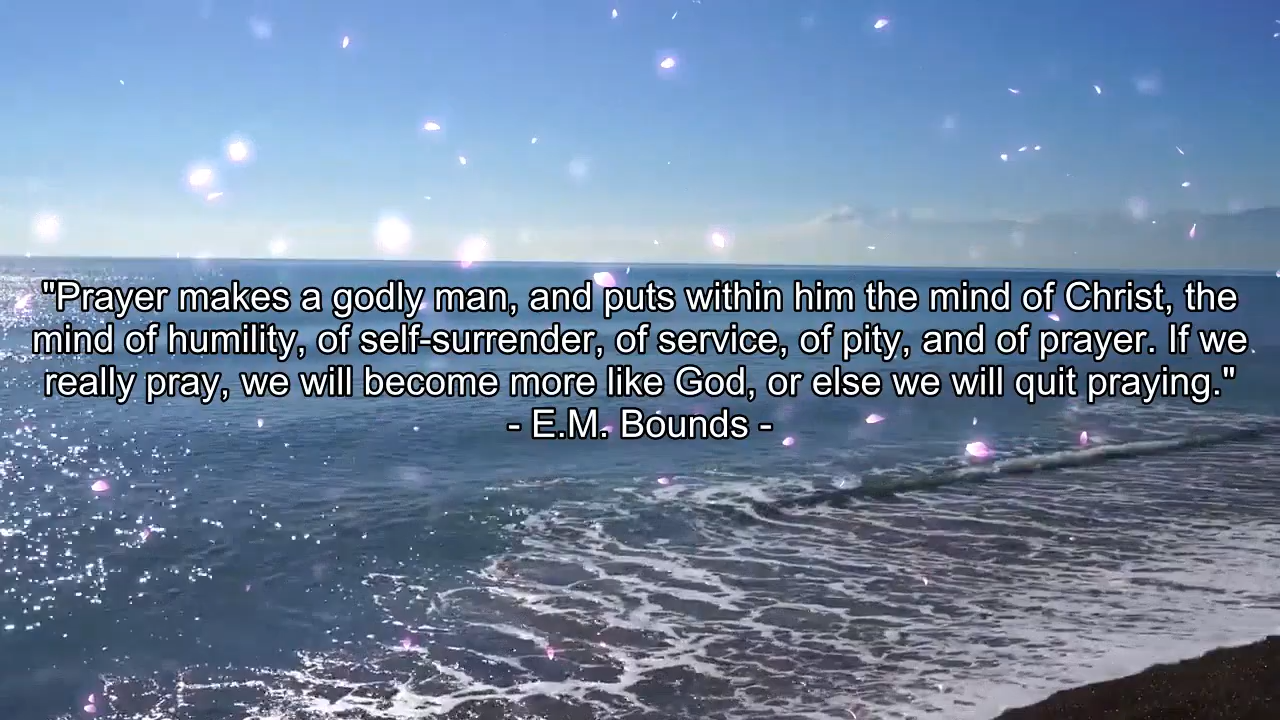 "Prayer makes a godly man, and puts within him the mind of Christ, the
mind of humility, of self-surrender, of service, of pity, and of prayer. If we
really pray, we will become more like God, or else we will quit praying."
- E.M. Bounds -